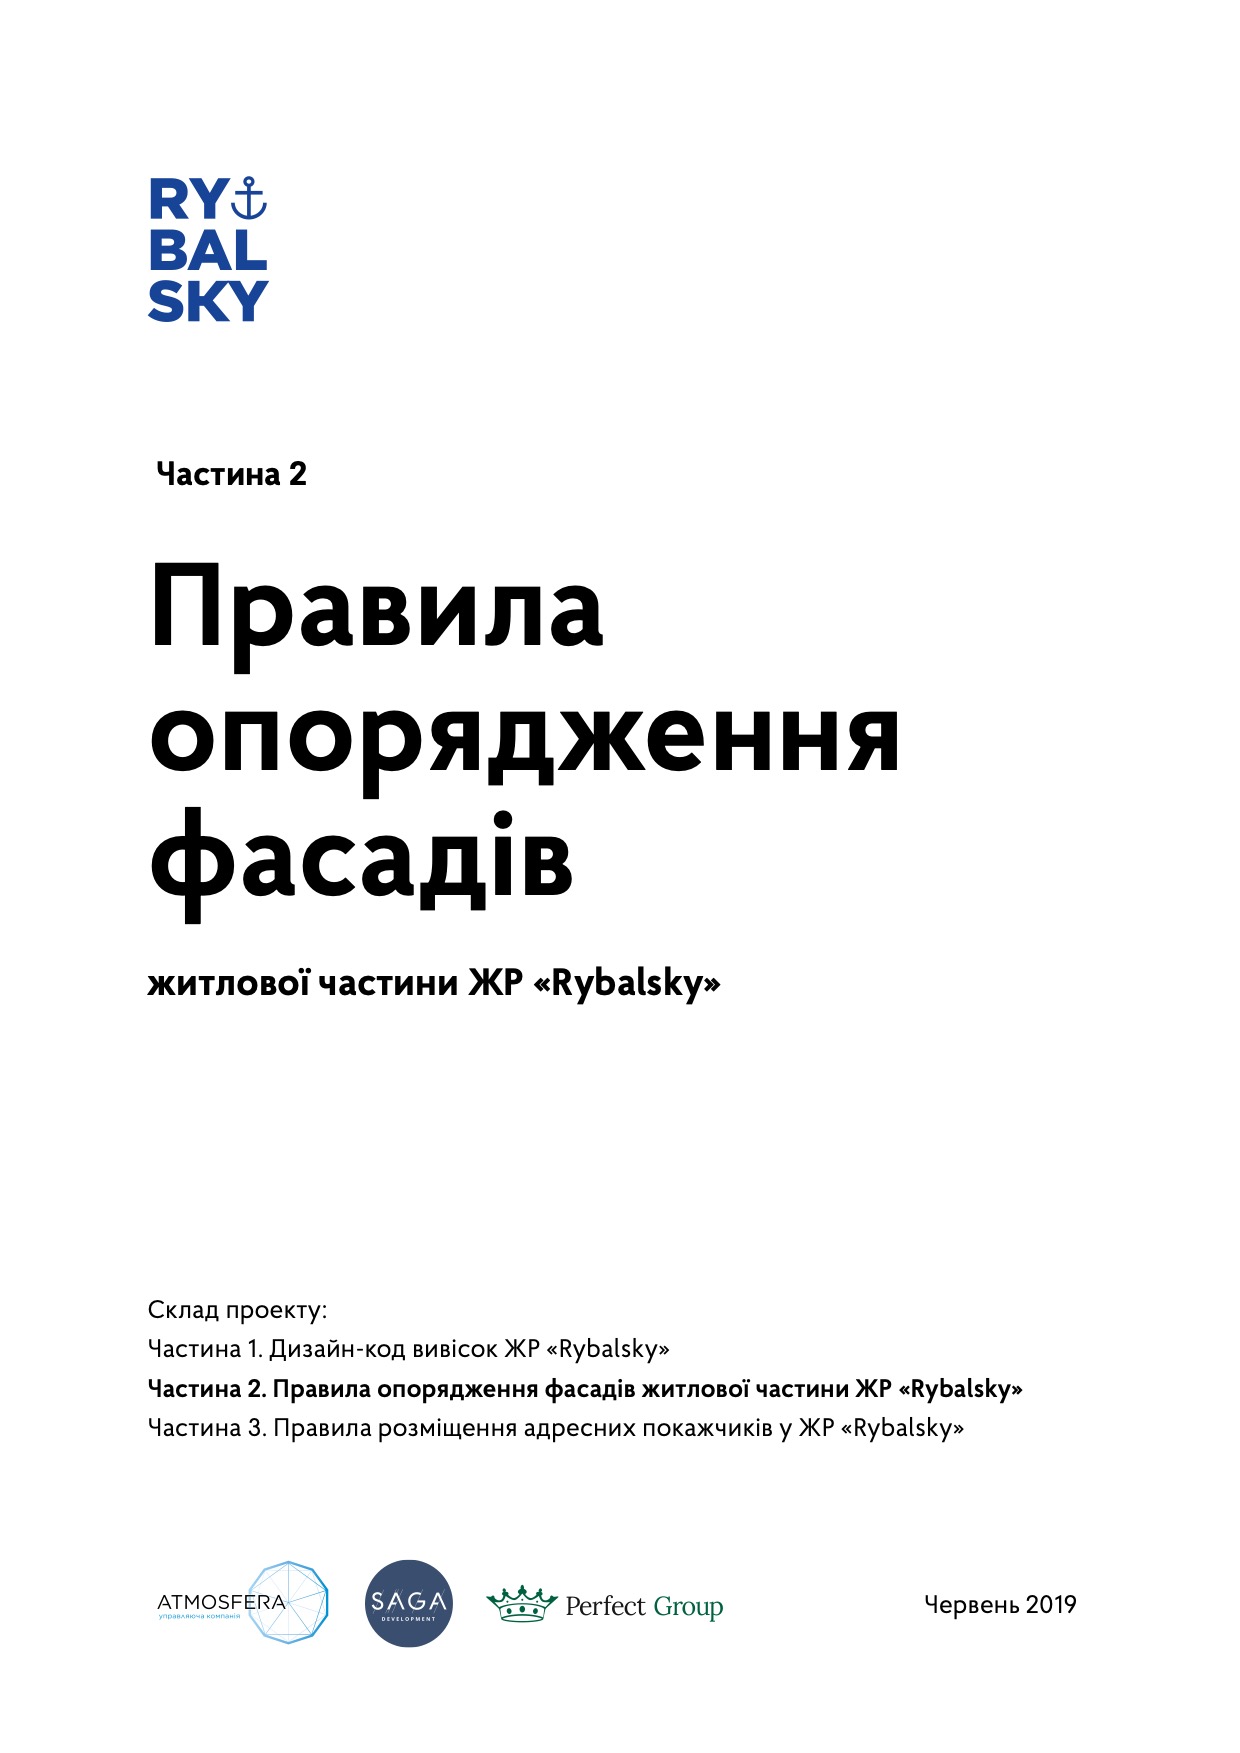 RY
BAL
SKY
Частина 2
Правила
опорядження
фасадів
житлової частини ЖР «Rybalsky»
Склад проекту:
Частина 1. Дизайн-код вивісок ЖР «Rybalsky»
Частина 2. Правила опорядження фасадів житлової частини ЖР «Rybalsky»
Частина 3. Правила розміщення адресних покажчиків у ЖР «Rybalsky»
ATMOSFERA
управляюча компанія
SAGA
DEVELOPMENT
Perfect Group
Червень 2019